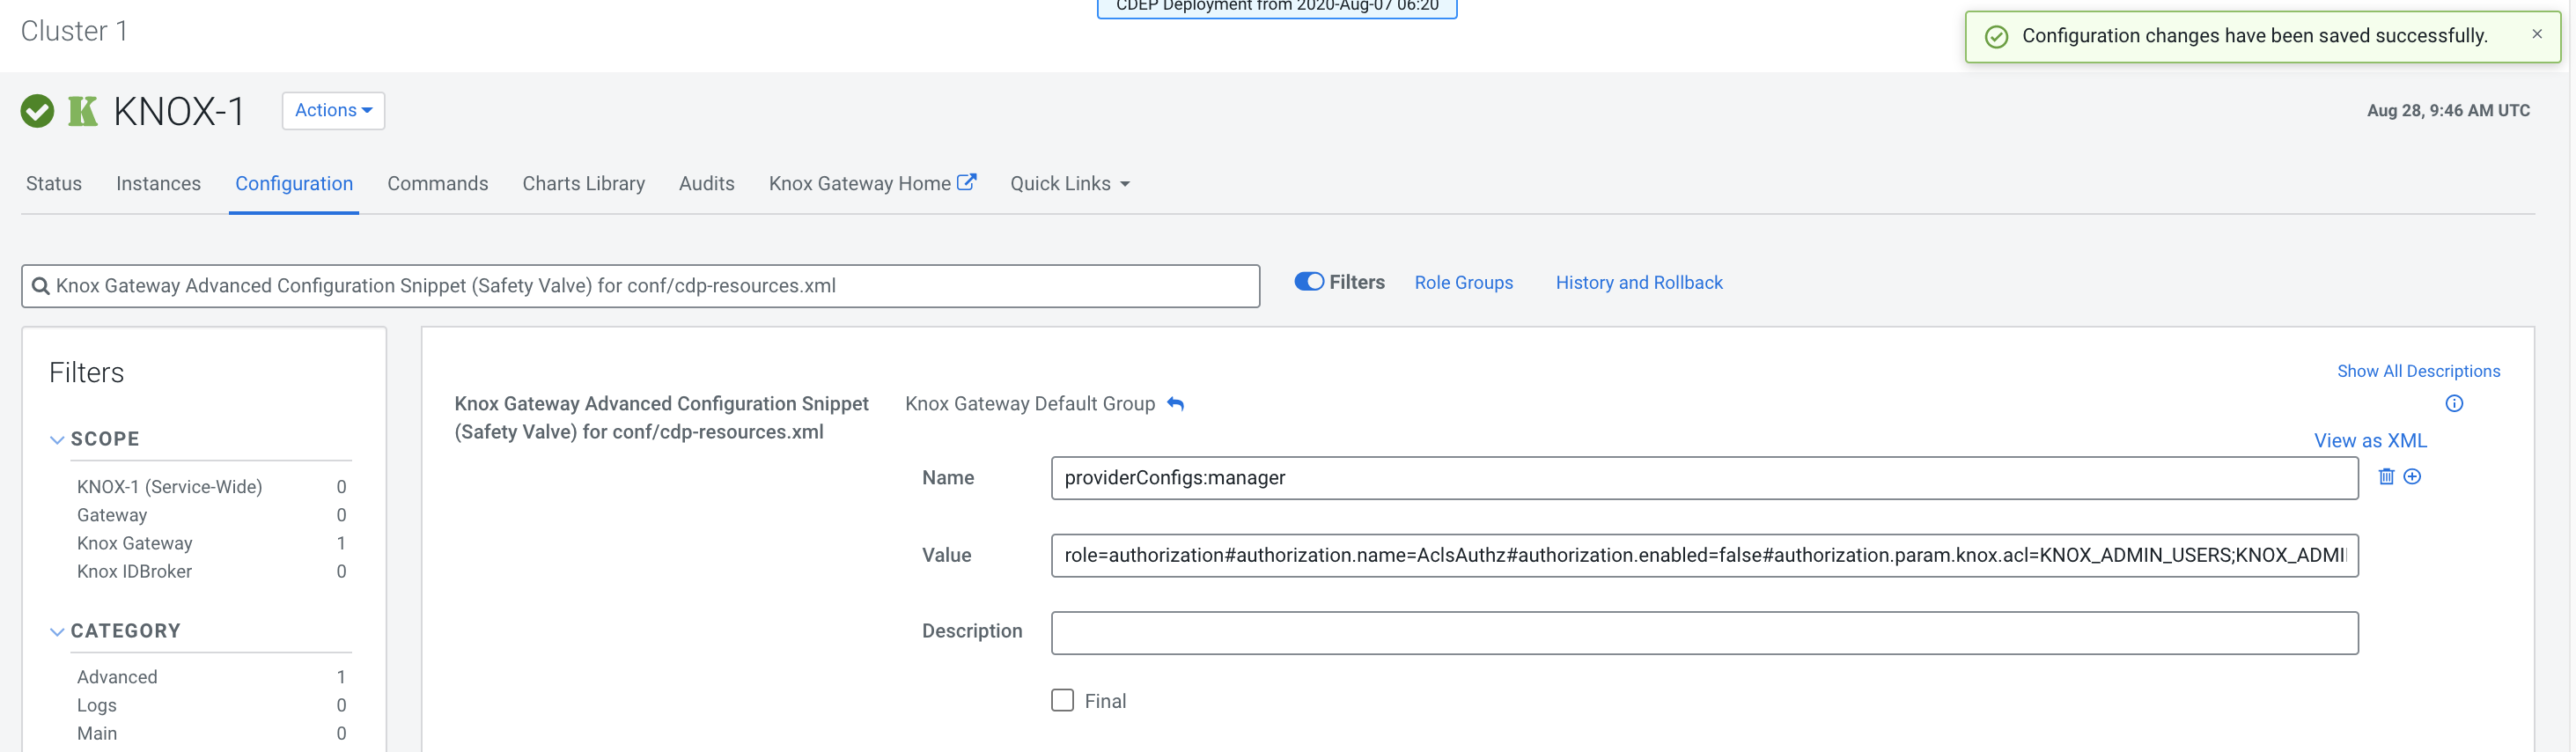 CDEP Deployment from 2020-Aug-07 06:20
Cluster 1
Configuration changes have been saved successfully.
KNOX-1
Actions
Aug 28, 9:46 AM UTC
Status Instances Configuration Commands Charts Library Audits Knox Gateway Home Quick Links
Knox Gateway Advanced Configuration Snippet (Safety Valve) for conf/cdp-resources.xml
Filters Role Groups History and Rollback
Filters
SCOPE
KNOX-1 (Service-Wide) 0
Gateway 0
Knox Gateway 1
Knox IDBroker 0
CATEGORY
Advanced 1
Logs 0
Main 0
Show All Descriptions
Knox Gateway Advanced Configuration Snippet
(Safety Valve) for conf/cdp-resources.xml
Knox Gateway Default Group
View as XML
Name providerConfigs:manager
Value role=authorization#authorization.name=AclsAuthz#authorization.enabled=false#authorization.param.knox.acl=KNOX_ADMIN_USERS;KNOX_ADMI
Description
Final